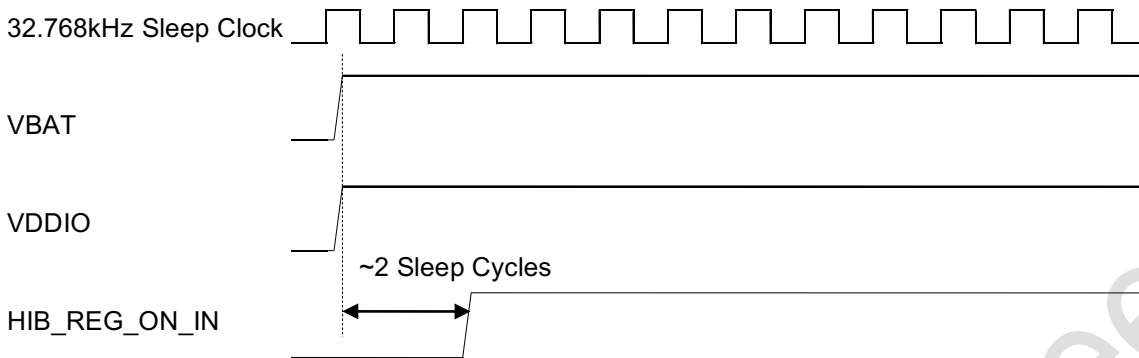 32.768kHz Sleep Clock
VBAT
VDDIO
~2 Sleep Cycles
HIB_REG_ON_IN